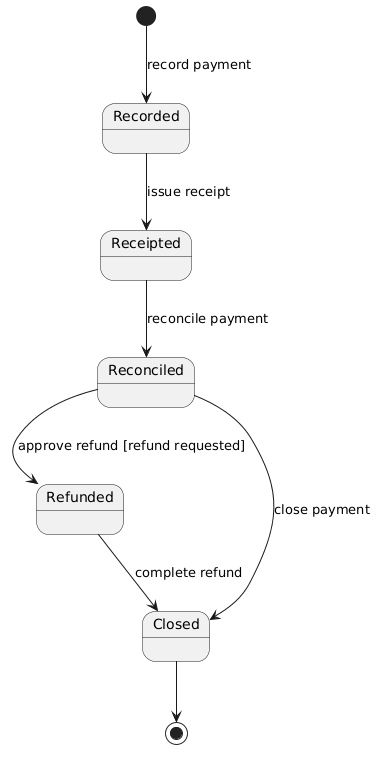 record payment
Recorded
issue receipt
Receipted
reconcile payment
Reconciled
approve refund [refund requested]
Refunded
close payment
complete refund
Closed